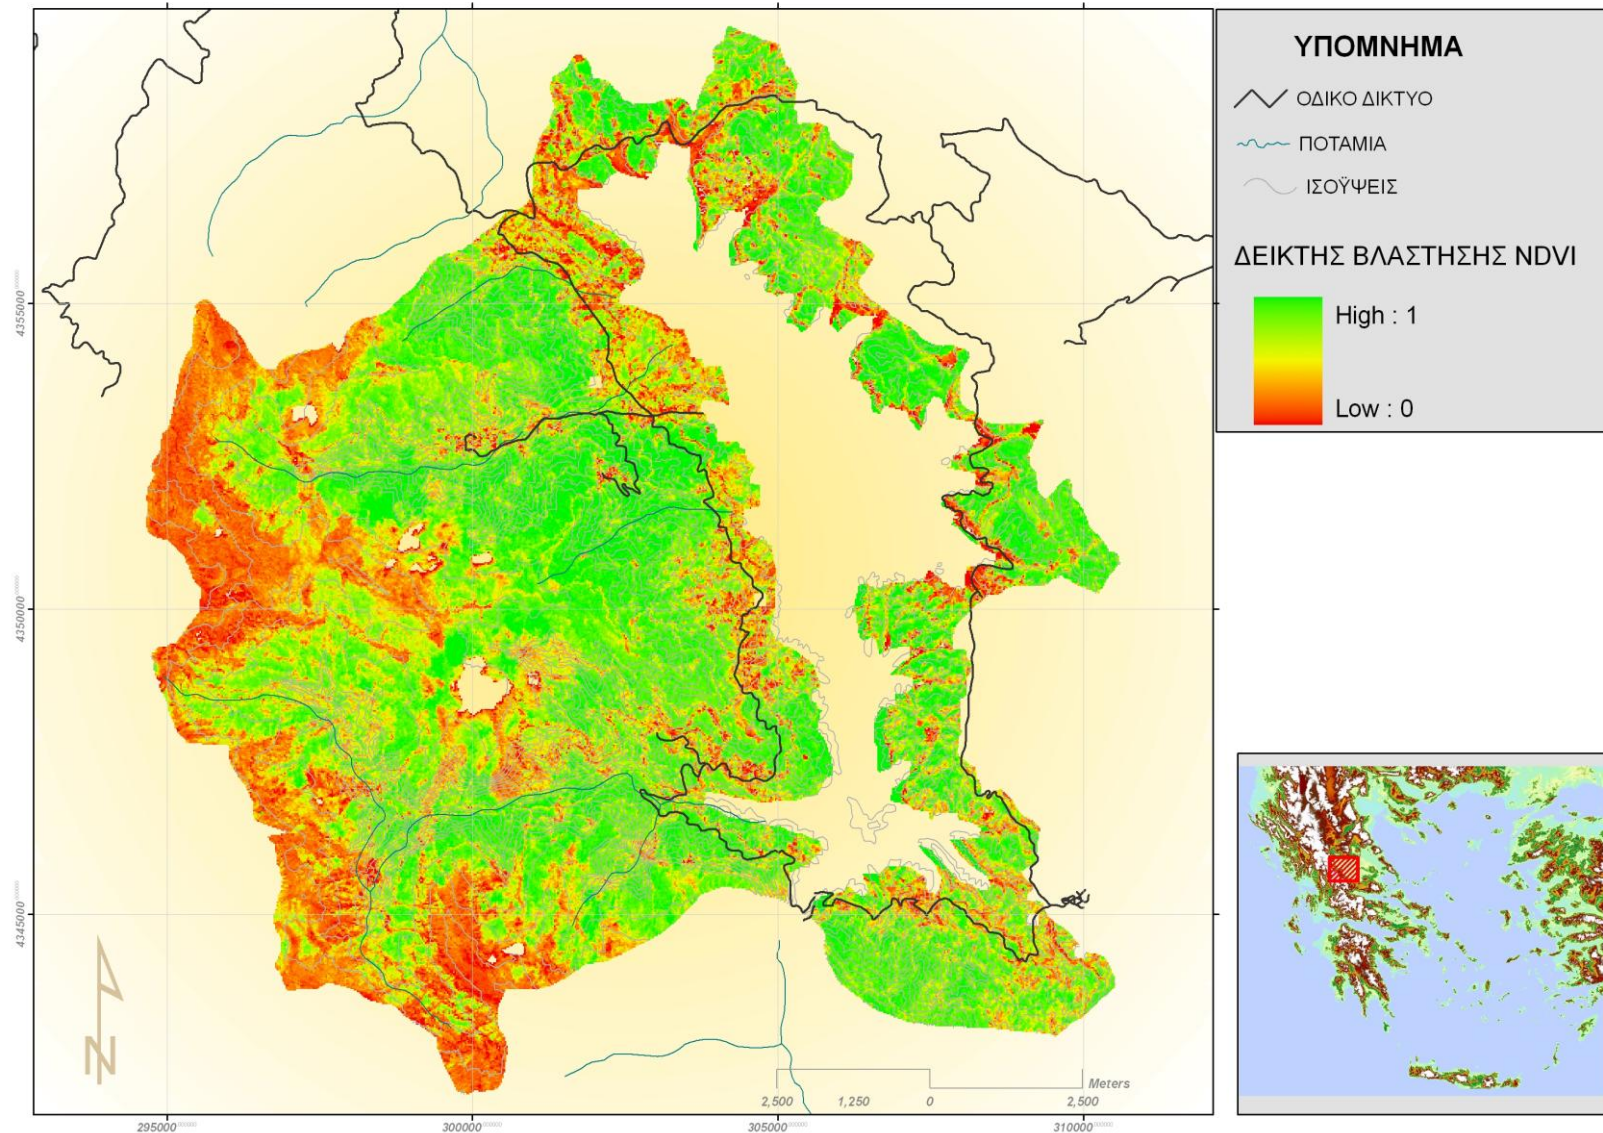 ΥΠΟΜΝΗΜΑ
ΟΔΙΚΟ ΔΙΚΤΥΟ
ΠΟΤΑΜΙΑ
ΙΣΟΫΨΕΙΣ
ΔΕΙΚΤΗΣ ΒΛΑΣΤΗΣΗΣ NDVI
High : 1
Low : 0
4355000
4350000
4345000
N
Meters
2,500 1,250 0 2,500
295000 300000 305000 310000